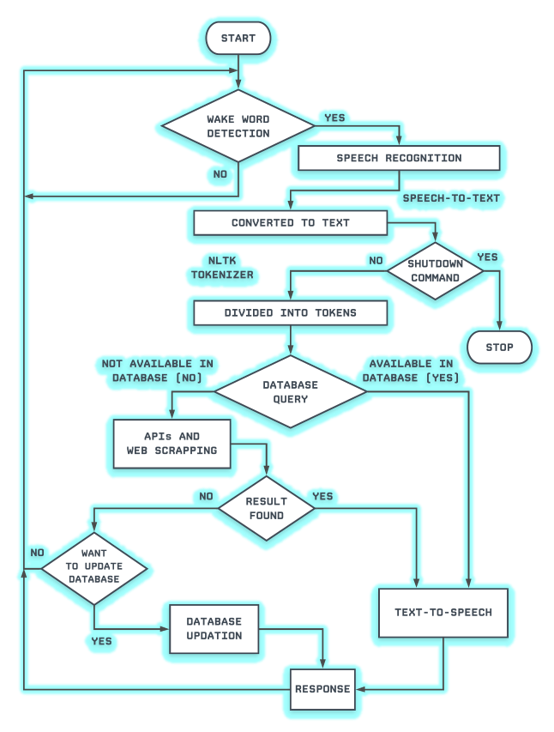 START
WAKE WORD
DETECTION
YES
NO
SPEECH RECOGNITION
SPEECH-TO-TEXT
CONVERTED TO TEXT
NLTK
TOKENIZER
NO
SHUTDOWN
COMMAND
YES
DIVIDED INTO TOKENS
STOP
NOT AVAILABLE IN
DATABASE [NO]
DATABASE
QUERY
AVAILABLE IN
DATABASE [YES]
APIs AND
WEB SCRAPPING
NO
RESULT
FOUND
YES
NO
WANT
TO UPDATE
DATABASE
YES
DATABASE
UPDATION
TEXT-TO-SPEECH
RESPONSE